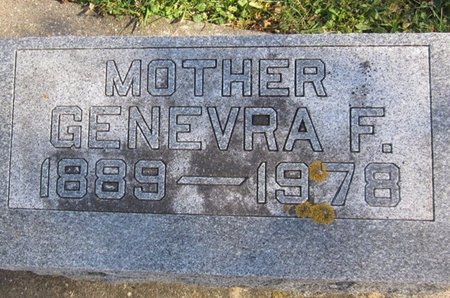 MOTHER
GENEVRA F.
1889 — 1978